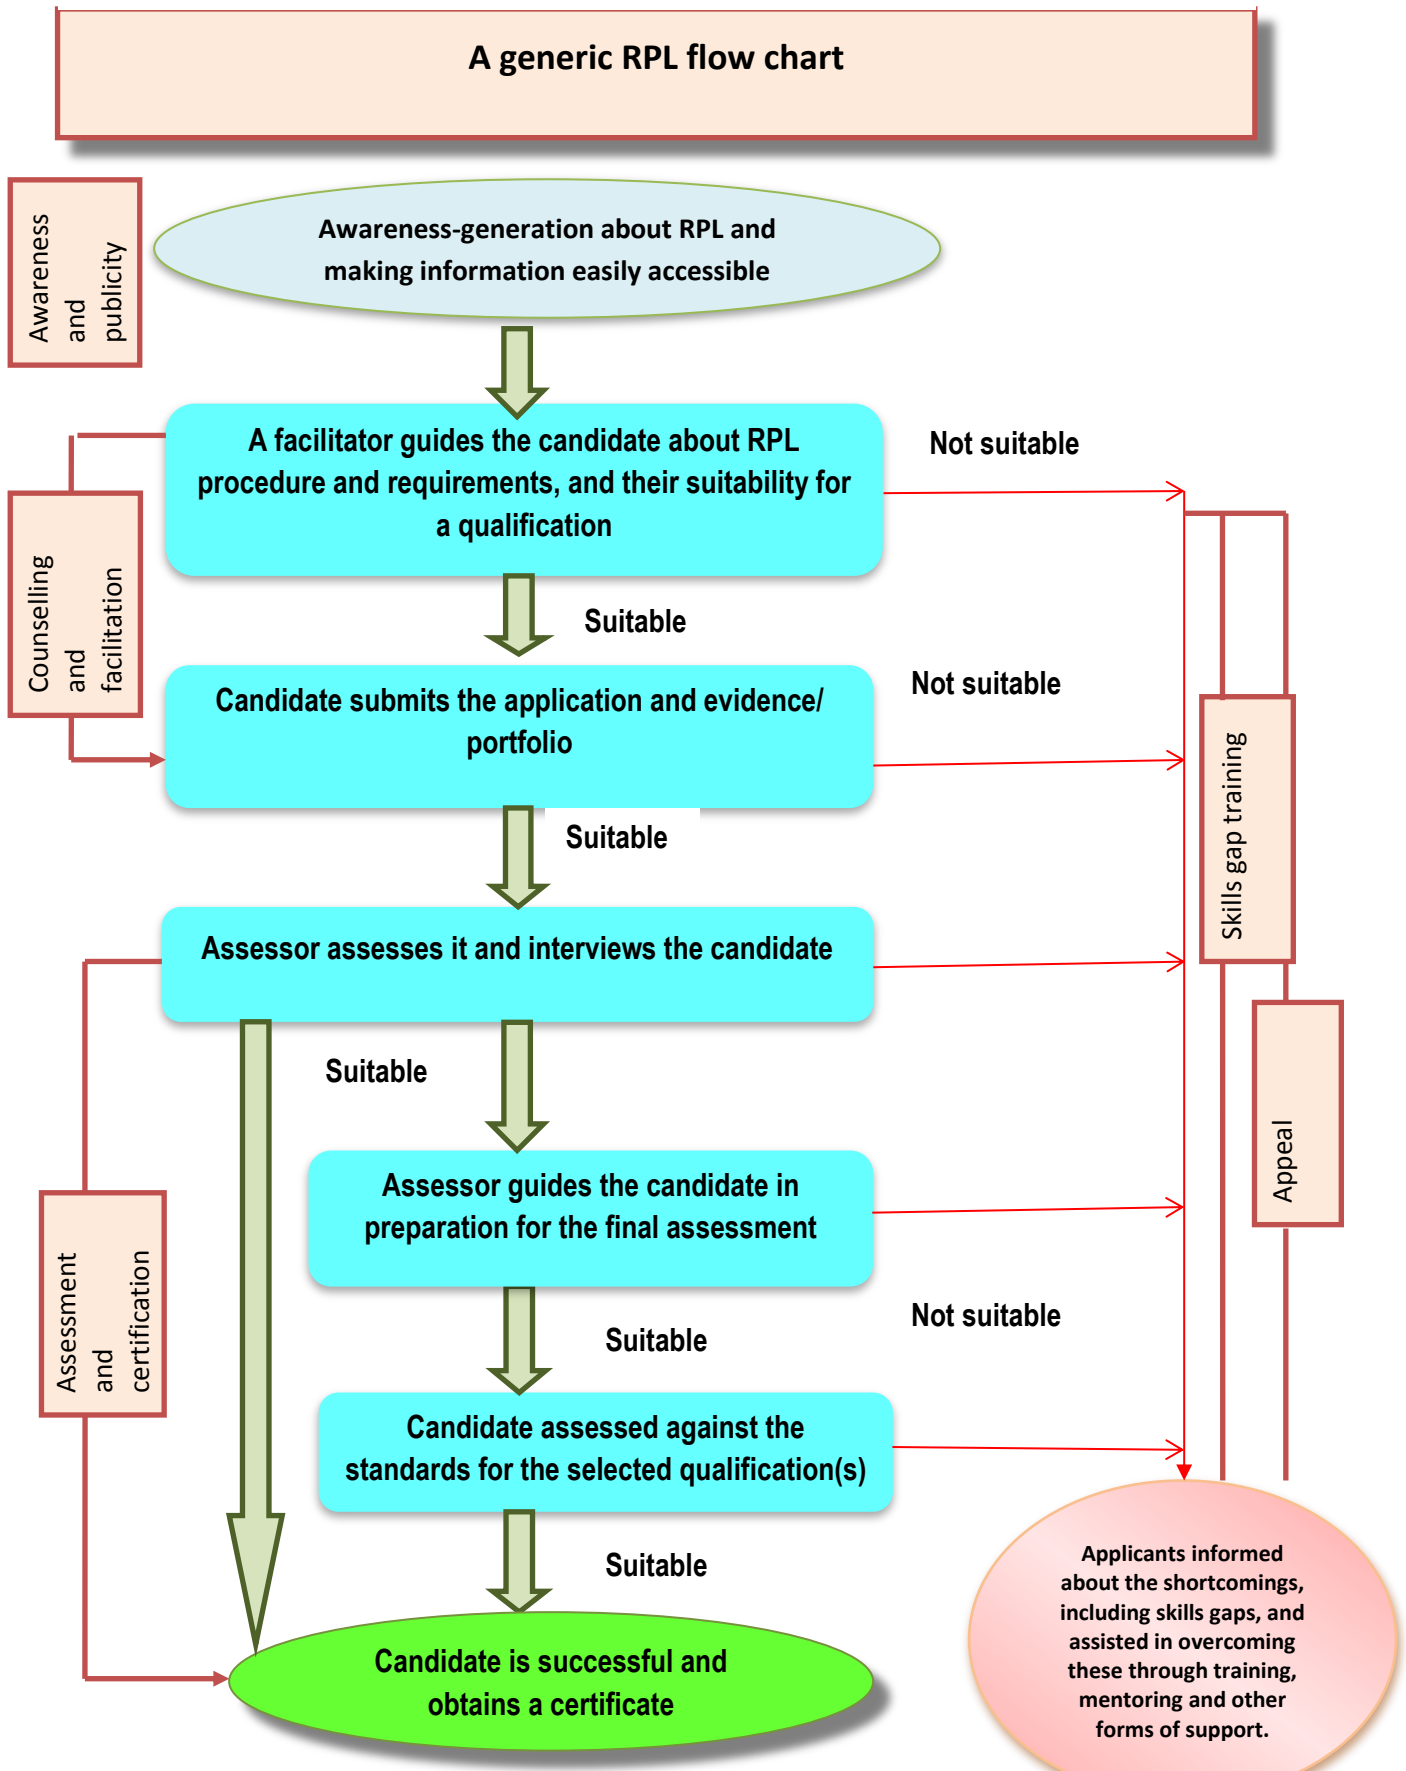 A generic RPL flow chart
Awareness
and
publicity
Awareness-generation about RPL and
making information easily accessible
A facilitator guides the candidate about RPL
procedure and requirements, and their suitability for
a qualification
Not suitable
Counselling
and
facilitation
Suitable
Candidate submits the application and evidence/
portfolio
Not suitable
Skills gap training
Suitable
Assessor assesses it and interviews the candidate
Appeal
Suitable
Assessor guides the candidate in
preparation for the final assessment
Assessment
and
certification
Not suitable
Suitable
Candidate assessed against the
standards for the selected qualification(s)
Suitable
Candidate is successful and
obtains a certificate
Applicants informed
about the shortcomings,
including skills gaps, and
assisted in overcoming
these through training,
mentoring and other
forms of support.